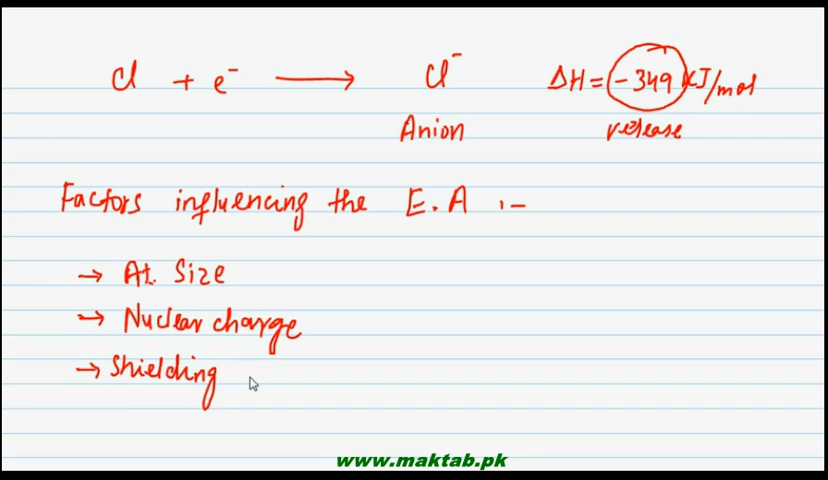 Cl + e⁻ ⟶ Cl⁻ ΔH = -349 KJ/mol
Anion release
Factors influencing the E.A :-
→ At. Size
→ Nuclear charge
→ Shielding
www.maktab.pk